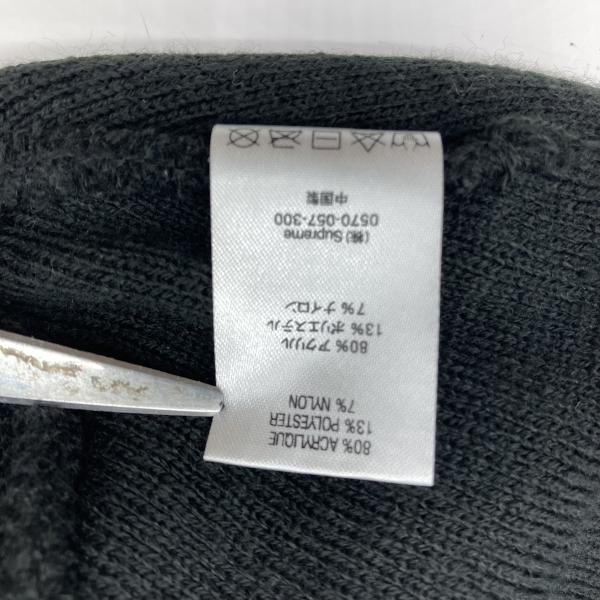 80% ACRYLIQUE
13% POLYESTER
7% NYLON
80% アクリル
13% ポリエステル
7% ナイロン
(株) Supreme
0570-057-300
中国製